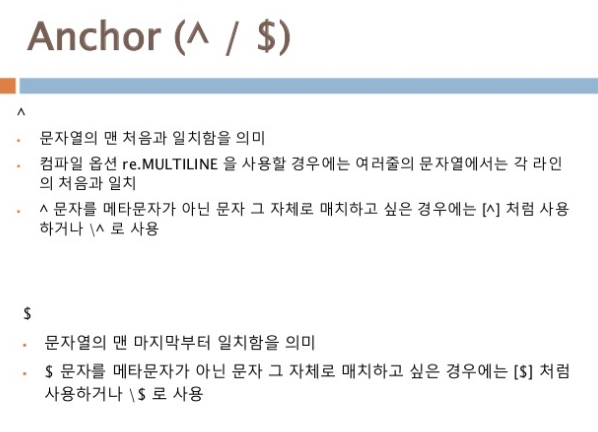 Anchor (^ / $)
^
• 문자열의 맨 처음과 일치함을 의미
• 컴파일 옵션 re.MULTILINE 을 사용할 경우에는 여러줄의 문자열에서는 각 라인
의 처음과 일치
• ^ 문자를 메타문자가 아닌 문자 그 자체로 매치하고 싶은 경우에는 [^] 처럼 사용
하거나 \^ 로 사용
$
• 문자열의 맨 마지막부터 일치함을 의미
• $ 문자를 메타문자가 아닌 문자 그 자체로 매치하고 싶은 경우에는 [$] 처럼
사용하거나 \$ 로 사용